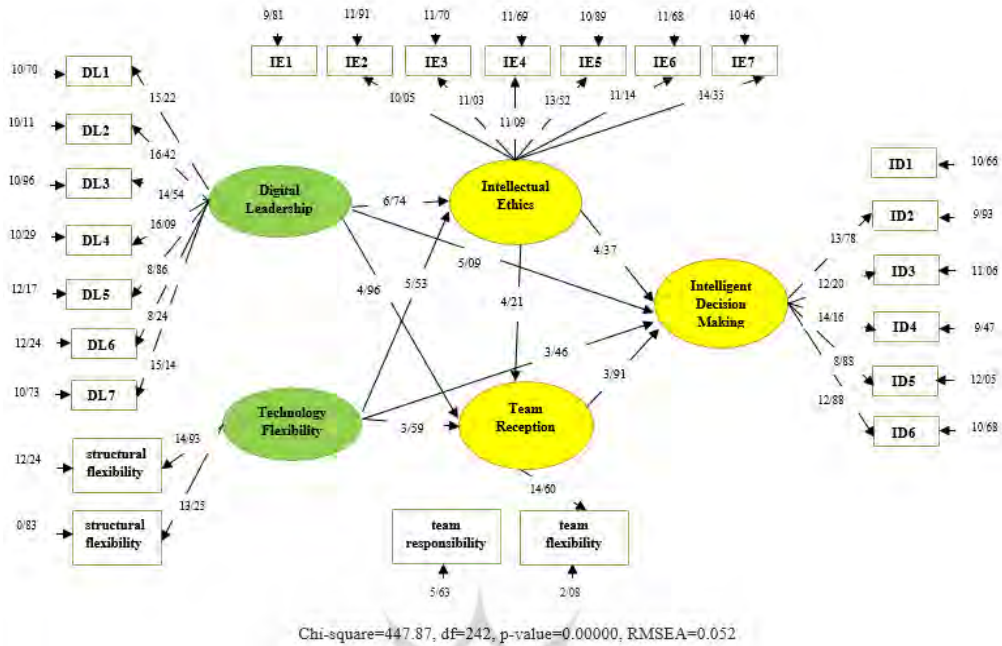 9/81 11/91 11/70 11/69 10/89 11/68 10/46
IE1 IE2 IE3 IE4 IE5 IE6 IE7
10/05 11/03 11/09 13/52 11/14 14/35
10/70 DL1
15/22
10/11 DL2
16/42
10/96 DL3
14/54
10/29 DL4
16/09
12/17 DL5
8/86
12/24 DL6
8/24
10/73 DL7
15/14
Digital
Leadership
6/74
Intellectual
Ethics
4/37
5/09
4/96
5/53
4/21
3/46
3/91
Intelligent
Decision
Making
ID1 10/66
13/78
ID2 9/93
12/20
ID3 11/06
14/16
ID4 9/47
8/83
ID5 12/05
12/88
ID6 10/68
Technology
Flexibility
3/59
Team
Reception
14/93
12/24
structural
flexibility
13/25
0/83
structural
flexibility
14/60
team
responsibility
team
flexibility
5/63 2/08
Chi-square=447.87, df=242, p-value=0.00000, RMSEA=0.052